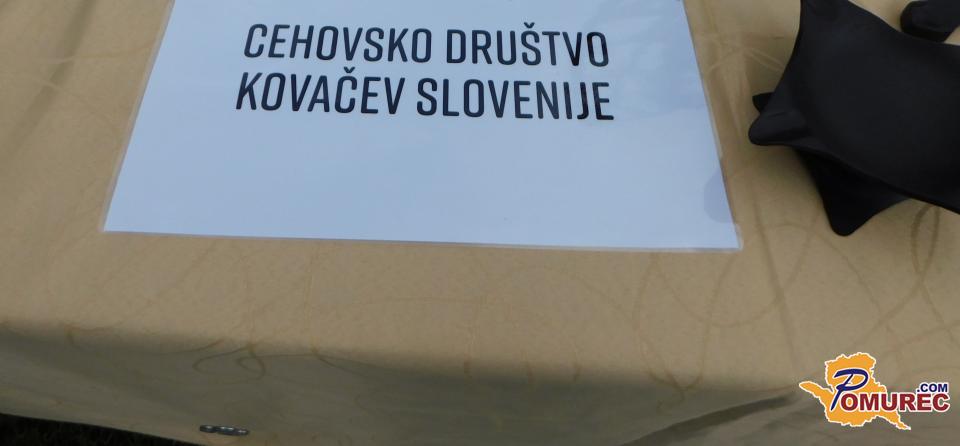 CEHOVSKO DRUŠTVO
KOVAČEV SLOVENIJE
POMUREC.COM